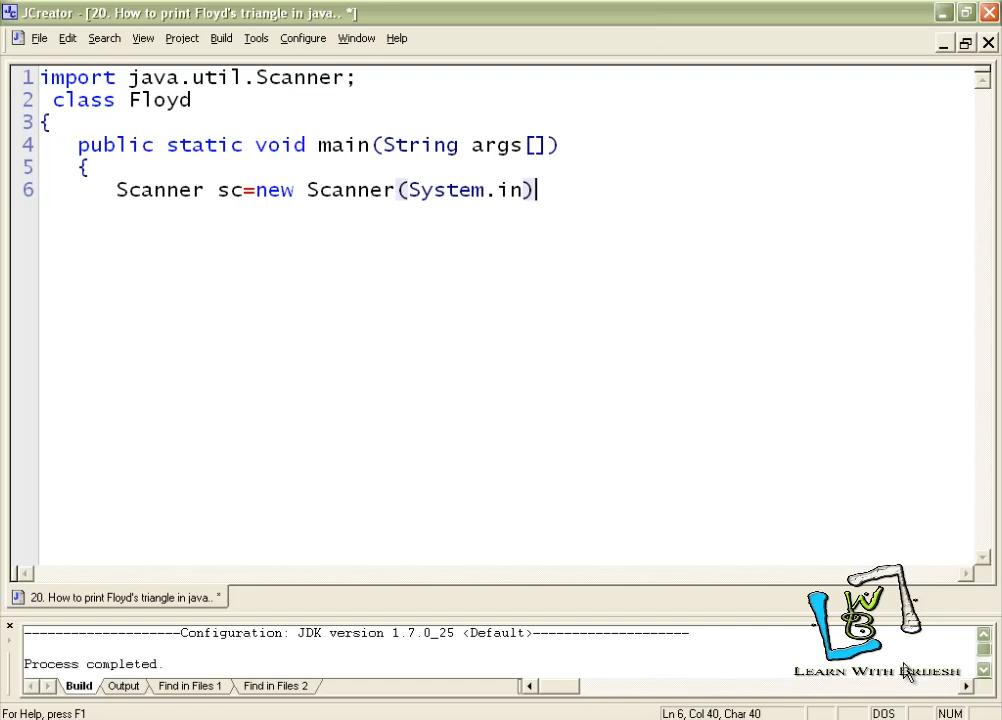 JCreator - [20. How to print Floyd's triangle in java.. *]
File Edit Search View Project Build Tools Configure Window Help
1 import java.util.Scanner;
2 class Floyd
3 {
4 public static void main(String args[])
5 {
6 Scanner sc=new Scanner(System.in)
20. How to print Floyd's triangle in java.. *
--------------------Configuration: JDK version 1.7.0_25 <Default>--------------------
Process completed.
LWB
LEARN WITH BRIJESH
Build Output Find in Files 1 Find in Files 2
For Help, press F1 Ln 6, Col 40, Char 40 DOS NUM